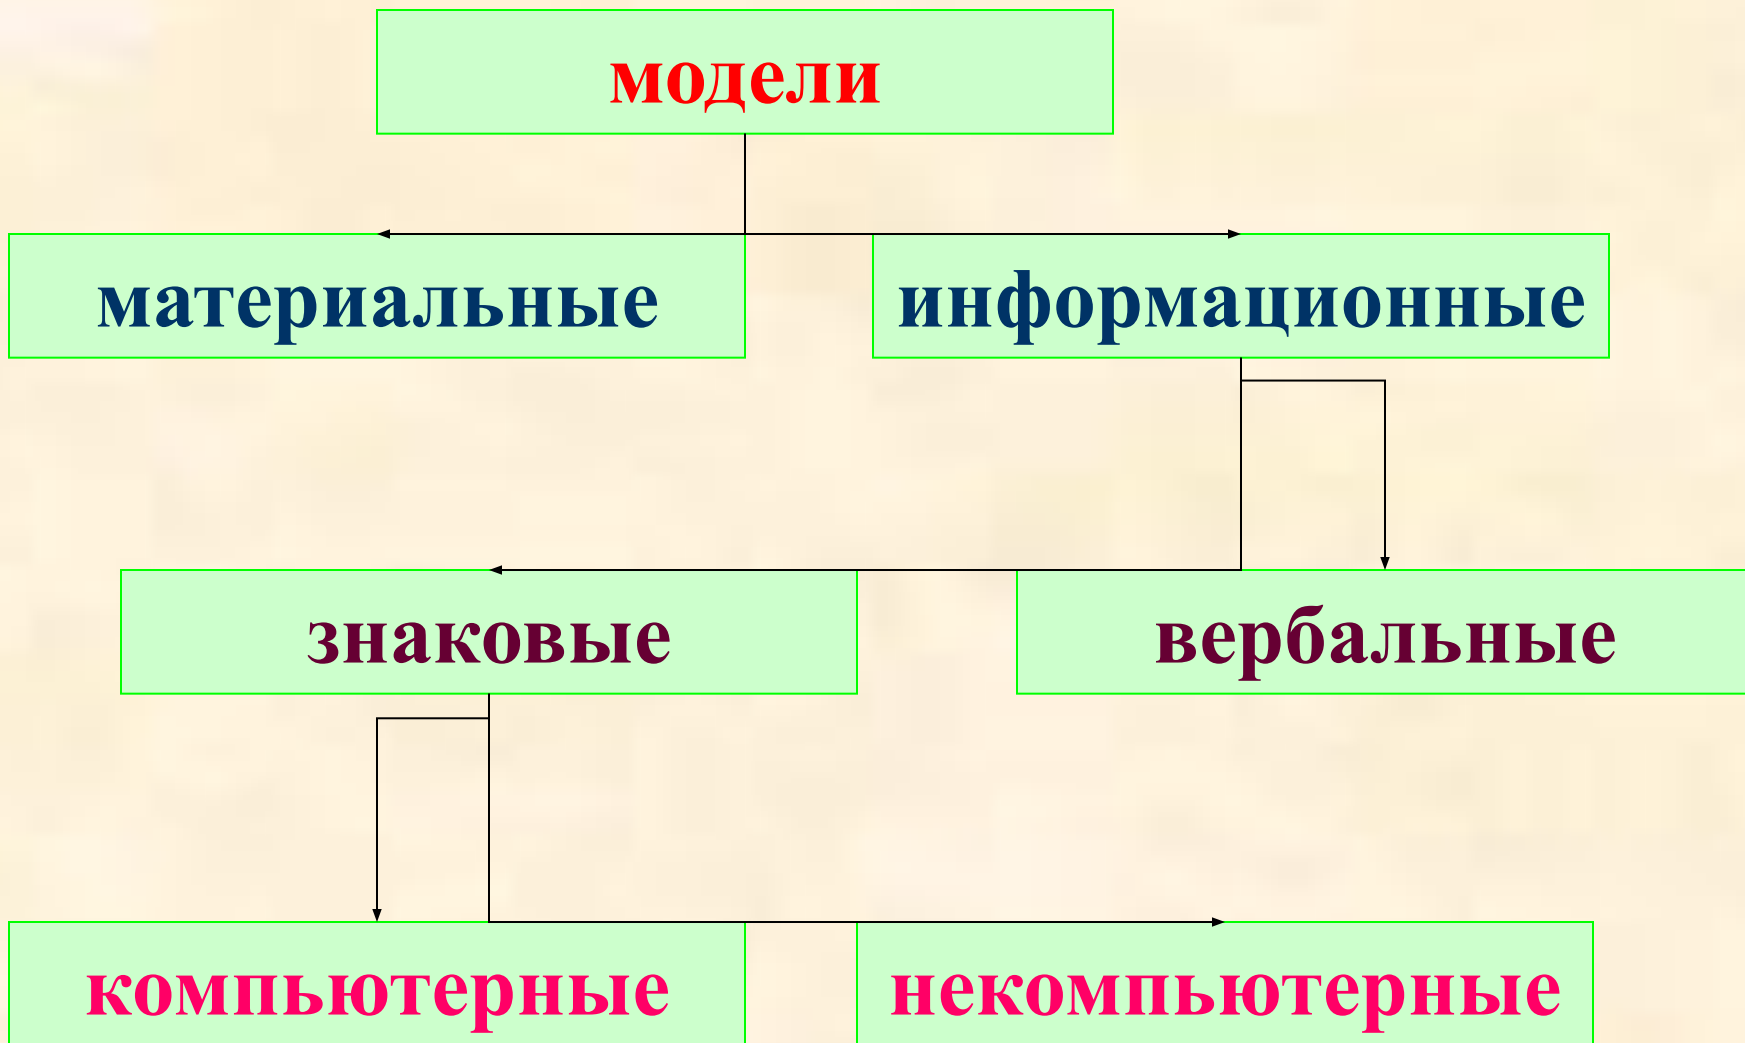 модели
материальные
информационные
знаковые
вербальные
компьютерные
некомпьютерные